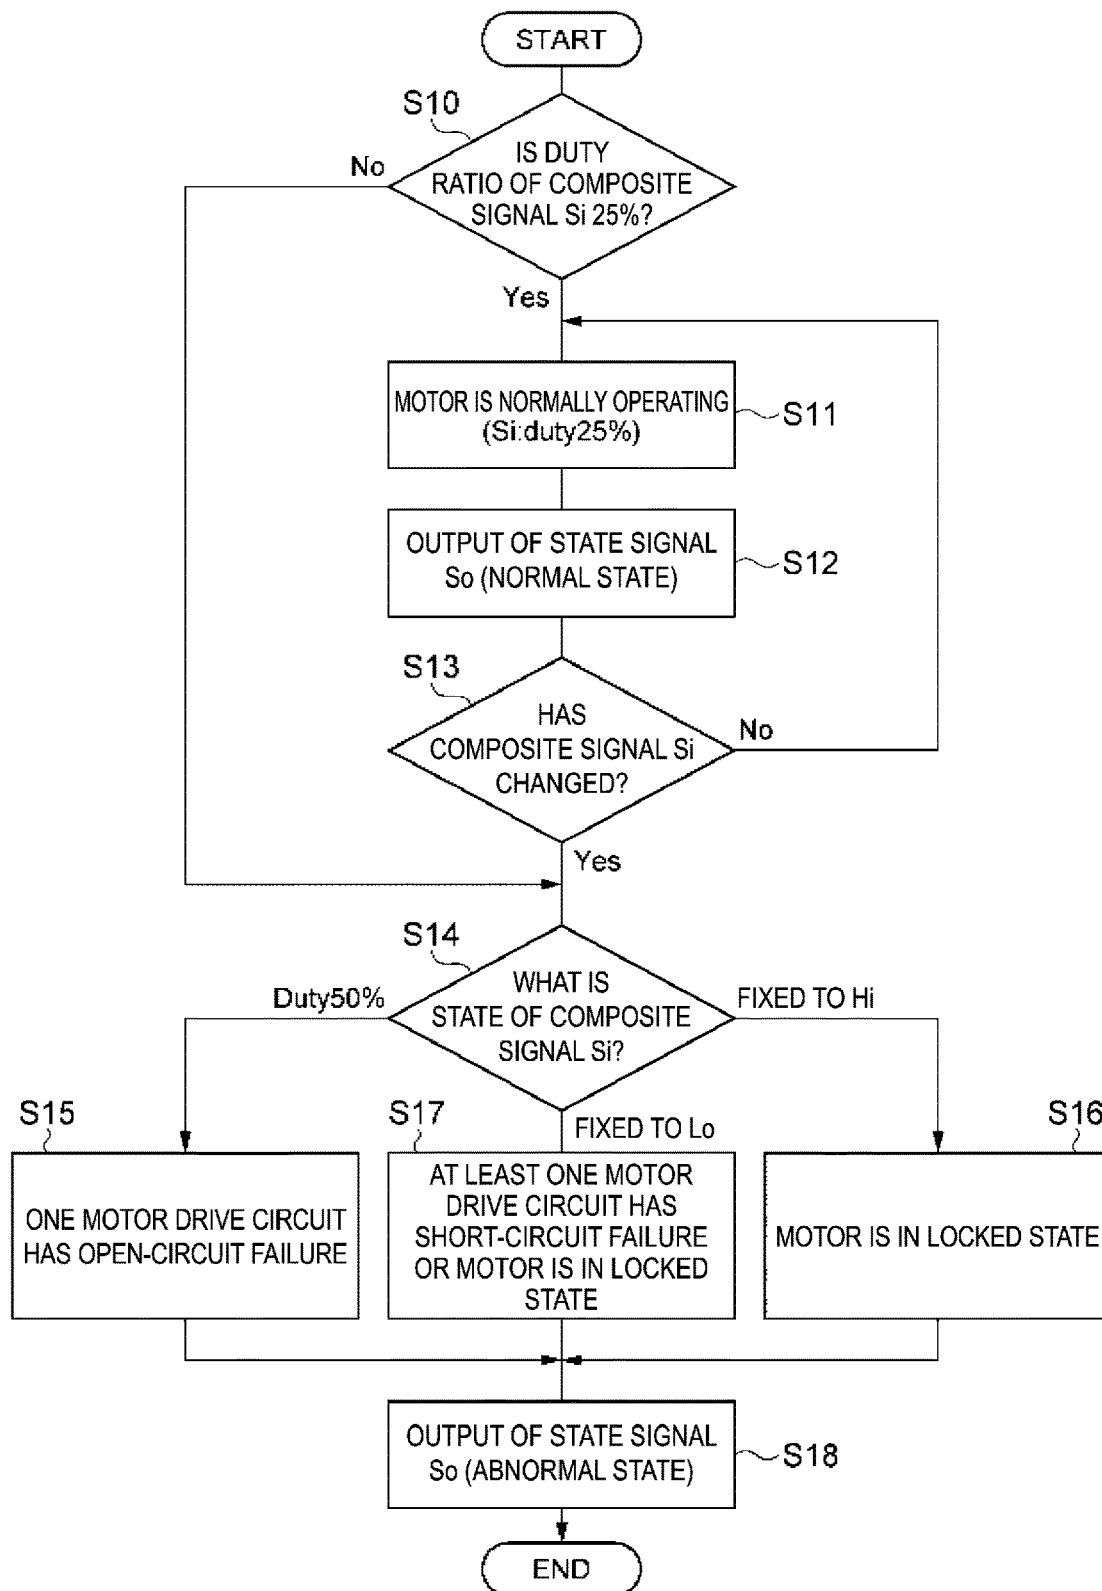 START
S10
IS DUTY
RATIO OF COMPOSITE
SIGNAL Si 25%?
No
Yes
MOTOR IS NORMALLY OPERATING
(Si:duty25%)
S11
OUTPUT OF STATE SIGNAL
So (NORMAL STATE)
S12
S13
HAS
COMPOSITE SIGNAL Si
CHANGED?
No
Yes
S14
WHAT IS
STATE OF COMPOSITE
SIGNAL Si?
Duty50%
FIXED TO Hi
FIXED TO Lo
S15
ONE MOTOR DRIVE CIRCUIT
HAS OPEN-CIRCUIT FAILURE
S17
AT LEAST ONE MOTOR
DRIVE CIRCUIT HAS
SHORT-CIRCUIT FAILURE
OR MOTOR IS IN LOCKED
STATE
S16
MOTOR IS IN LOCKED STATE
OUTPUT OF STATE SIGNAL
So (ABNORMAL STATE)
S18
END